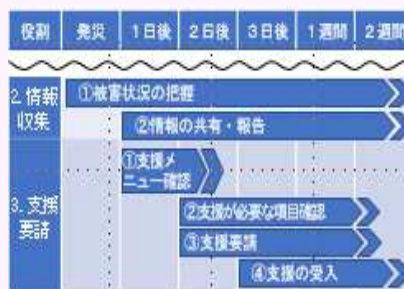 役割 発災 1日後 2日後 3日後 1週間 2週間
2.情報
収集
①被害状況の把握
②情報の共有・報告
3.支援
要請
①支援メ
ニュー確認
②支援が必要な項目確認
③支援要請
④支援の受入